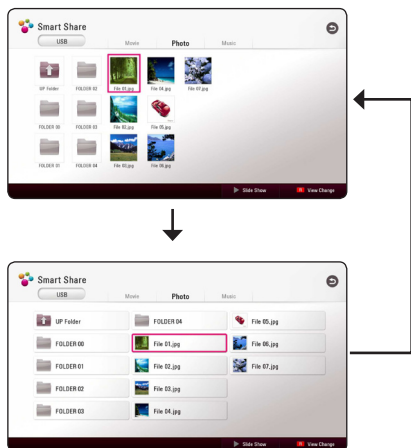 Smart Share
USB Movie Photo Music
UP Folder FOLDER 02 File 01.jpg File 04.jpg File 07.jpg
FOLDER 00 FOLDER 03 File 02.jpg File 05.jpg
FOLDER 01 FOLDER 04 File 03.jpg File 06.jpg
Slide Show View Change
Smart Share
USB Movie Photo Music
UP Folder FOLDER 04 File 05.jpg
FOLDER 00 File 01.jpg File 06.jpg
FOLDER 01 File 02.jpg File 07.jpg
FOLDER 02 File 03.jpg
FOLDER 03 File 04.jpg
Slide Show View Change